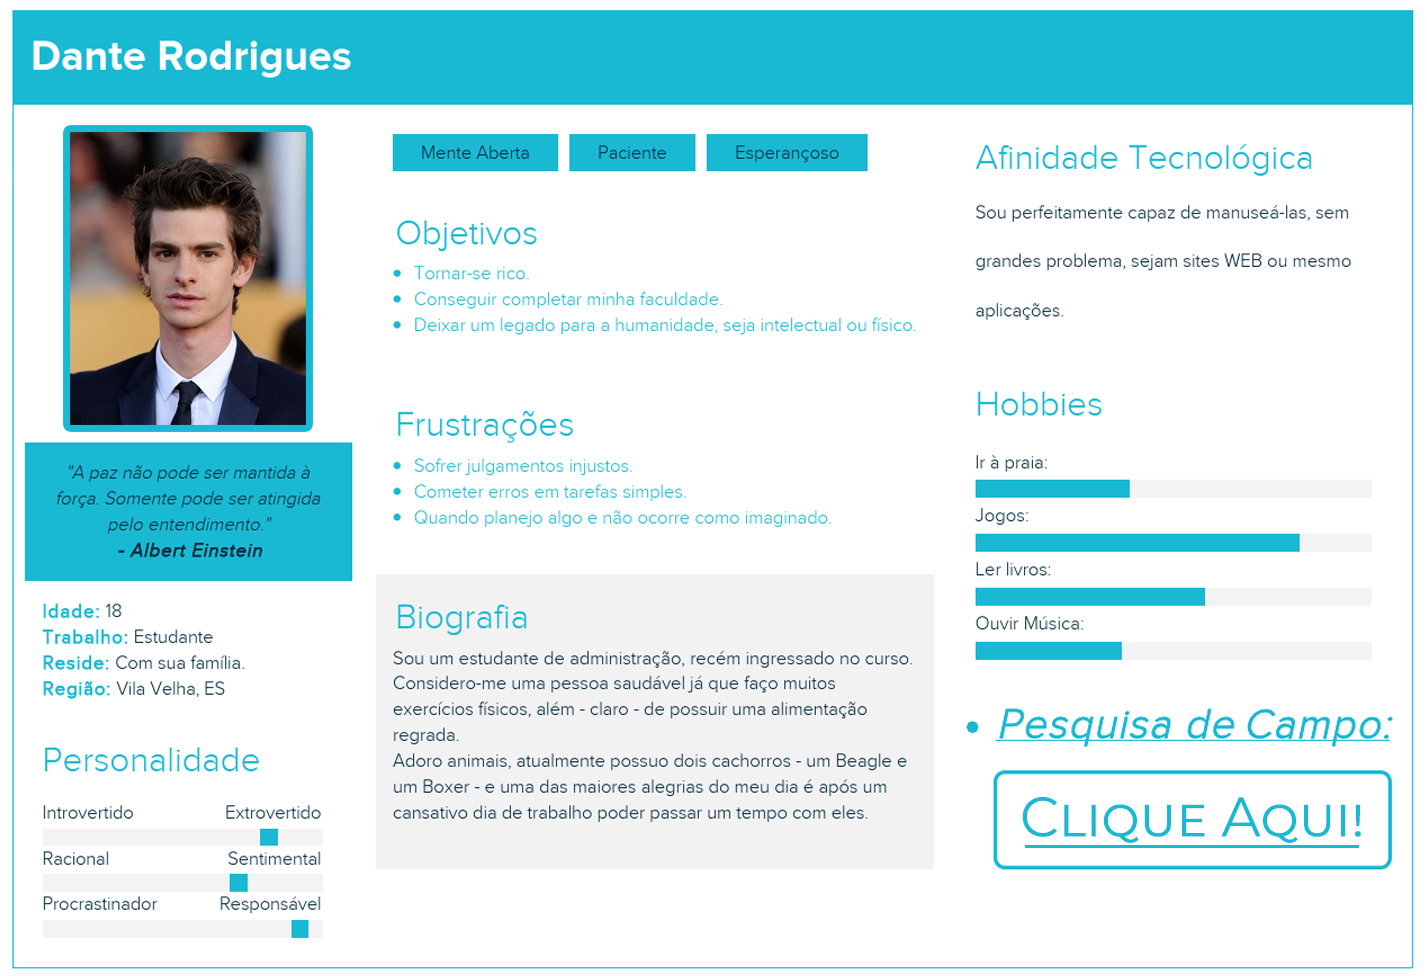 Dante Rodrigues
"A paz não pode ser mantida à
força. Somente pode ser atingida
pelo entendimento."
- Albert Einstein
Idade: 18
Trabalho: Estudante
Reside: Com sua família.
Região: Vila Velha, ES
Personalidade
Introvertido Extrovertido
Racional Sentimental
Procrastinador Responsável
Mente Aberta Paciente Esperançoso
Objetivos
• Tornar-se rico.
• Conseguir completar minha faculdade.
• Deixar um legado para a humanidade, seja intelectual ou físico.
Frustrações
• Sofrer julgamentos injustos.
• Cometer erros em tarefas simples.
• Quando planejo algo e não ocorre como imaginado.
Biografia
Sou um estudante de administração, recém ingressado no curso.
Considero-me uma pessoa saudável já que faço muitos
exercícios físicos, além - claro - de possuir uma alimentação
regrada.
Adoro animais, atualmente possuo dois cachorros - um Beagle e
um Boxer - e uma das maiores alegrias do meu dia é após um
cansativo dia de trabalho poder passar um tempo com eles.
Afinidade Tecnológica
Sou perfeitamente capaz de manuseá-las, sem
grandes problema, sejam sites WEB ou mesmo
aplicações.
Hobbies
Ir à praia:
Jogos:
Ler livros:
Ouvir Música:
• Pesquisa de Campo:
Clique Aqui!